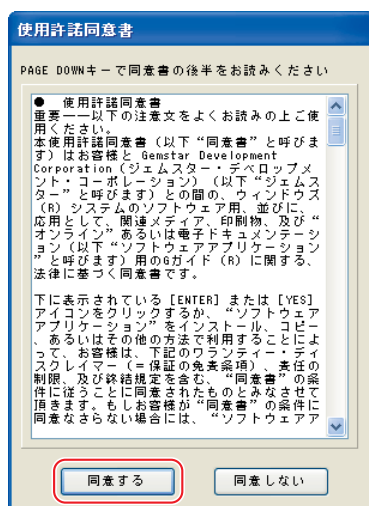 使用許諾同意書
PAGE DOWNキーで同意書の後半をお読みください
● 使用許諾同意書
重要――以下の注意文をよくお読みの上ご使
用ください。
本使用許諾同意書（以下“同意書”と呼びま
す）はお客様と Gemstar Development
Corporation（ジェムスター・デベロップメ
ント・コーポレーション）（以下“ジェムス
ター”と呼びます）との間の、ウィンドウズ
（R）システムのソフトウェア用、並びに、
応用として、関連メディア、印刷物、及び“
オンライン”あるいは電子ドキュメンテーシ
ョン（以下“ソフトウェアアプリケーション
”と呼びます）用のGガイド（R）に関する、
法律に基づく同意書です。
下に表示されている［ENTER］または［YES］
アイコンをクリックするか、“ソフトウェア
アプリケーション”をインストール、コピー
、あるいはその他の方法で利用することによ
って、お客様は、下記のワランティー・ディ
スクレイマー（＝保証の免責条項）、責任の
制限、及び終結規定を含む、“同意書”の条
件に従うことに同意されたものとみなさせて
頂きます。もしお客様が“同意書”の条件に
同意なさらない場合には、“ソフトウェアア
同意する
同意しない